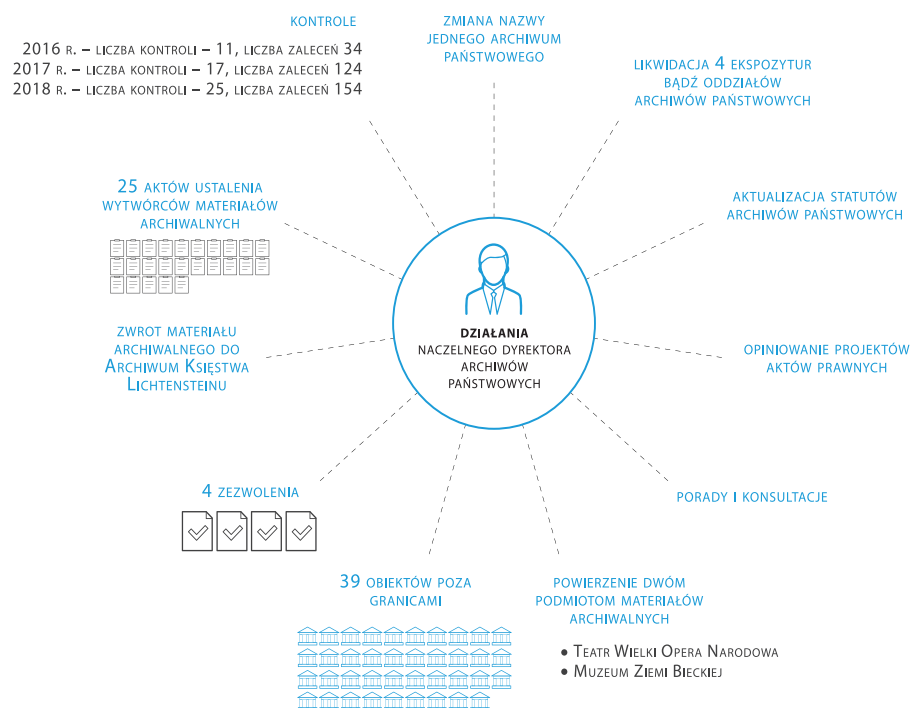 KONTROLE
2016 R. – LICZBA KONTROLI – 11, LICZBA ZALECEŃ 34
2017 R. – LICZBA KONTROLI – 17, LICZBA ZALECEŃ 124
2018 R. – LICZBA KONTROLI – 25, LICZBA ZALECEŃ 154
ZMIANA NAZWY
JEDNEGO ARCHIWUM
PAŃSTWOWEGO
LIKWIDACJA 4 EKSPOZYTUR
BĄDŹ ODDZIAŁÓW
ARCHIWÓW PAŃSTWOWYCH
25 AKTÓW USTALENIA
WYTWÓRCÓW MATERIAŁÓW
ARCHIWALNYCH
AKTUALIZACJA STATUTÓW
ARCHIWÓW PAŃSTWOWYCH
DZIAŁANIA
NACZELNEGO DYREKTORA
ARCHIWÓW
PAŃSTWOWYCH
ZWROT MATERIAŁU
ARCHIWALNEGO DO
ARCHIWUM KSIĘSTWA
LICHTENSTEINU
OPINIOWANIE PROJEKTÓW
AKTÓW PRAWNYCH
4 ZEZWOLENIA
PORADY I KONSULTACJE
39 OBIEKTÓW POZA
GRANICAMI
POWIERZENIE DWÓM
PODMIOTOM MATERIAŁÓW
ARCHIWALNYCH
• TEATR WIELKI OPERA NARODOWA
• MUZEUM ZIEMI BIECKIEJ